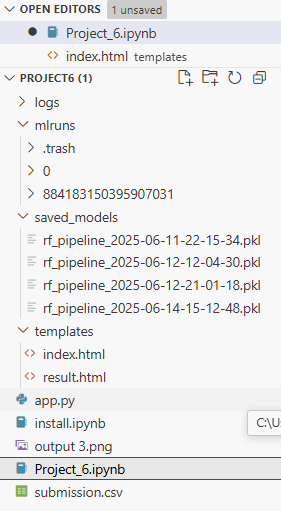 OPEN EDITORS 1 unsaved
Project_6.ipynb
index.html templates
PROJECT6 (1)
logs
mlruns
.trash
0
884183150395907031
saved_models
rf_pipeline_2025-06-11-22-15-34.pkl
rf_pipeline_2025-06-12-12-04-30.pkl
rf_pipeline_2025-06-12-21-01-18.pkl
rf_pipeline_2025-06-14-15-12-48.pkl
templates
index.html
result.html
app.py
install.ipynb
C:\U
output 3.png
Project_6.ipynb
submission.csv